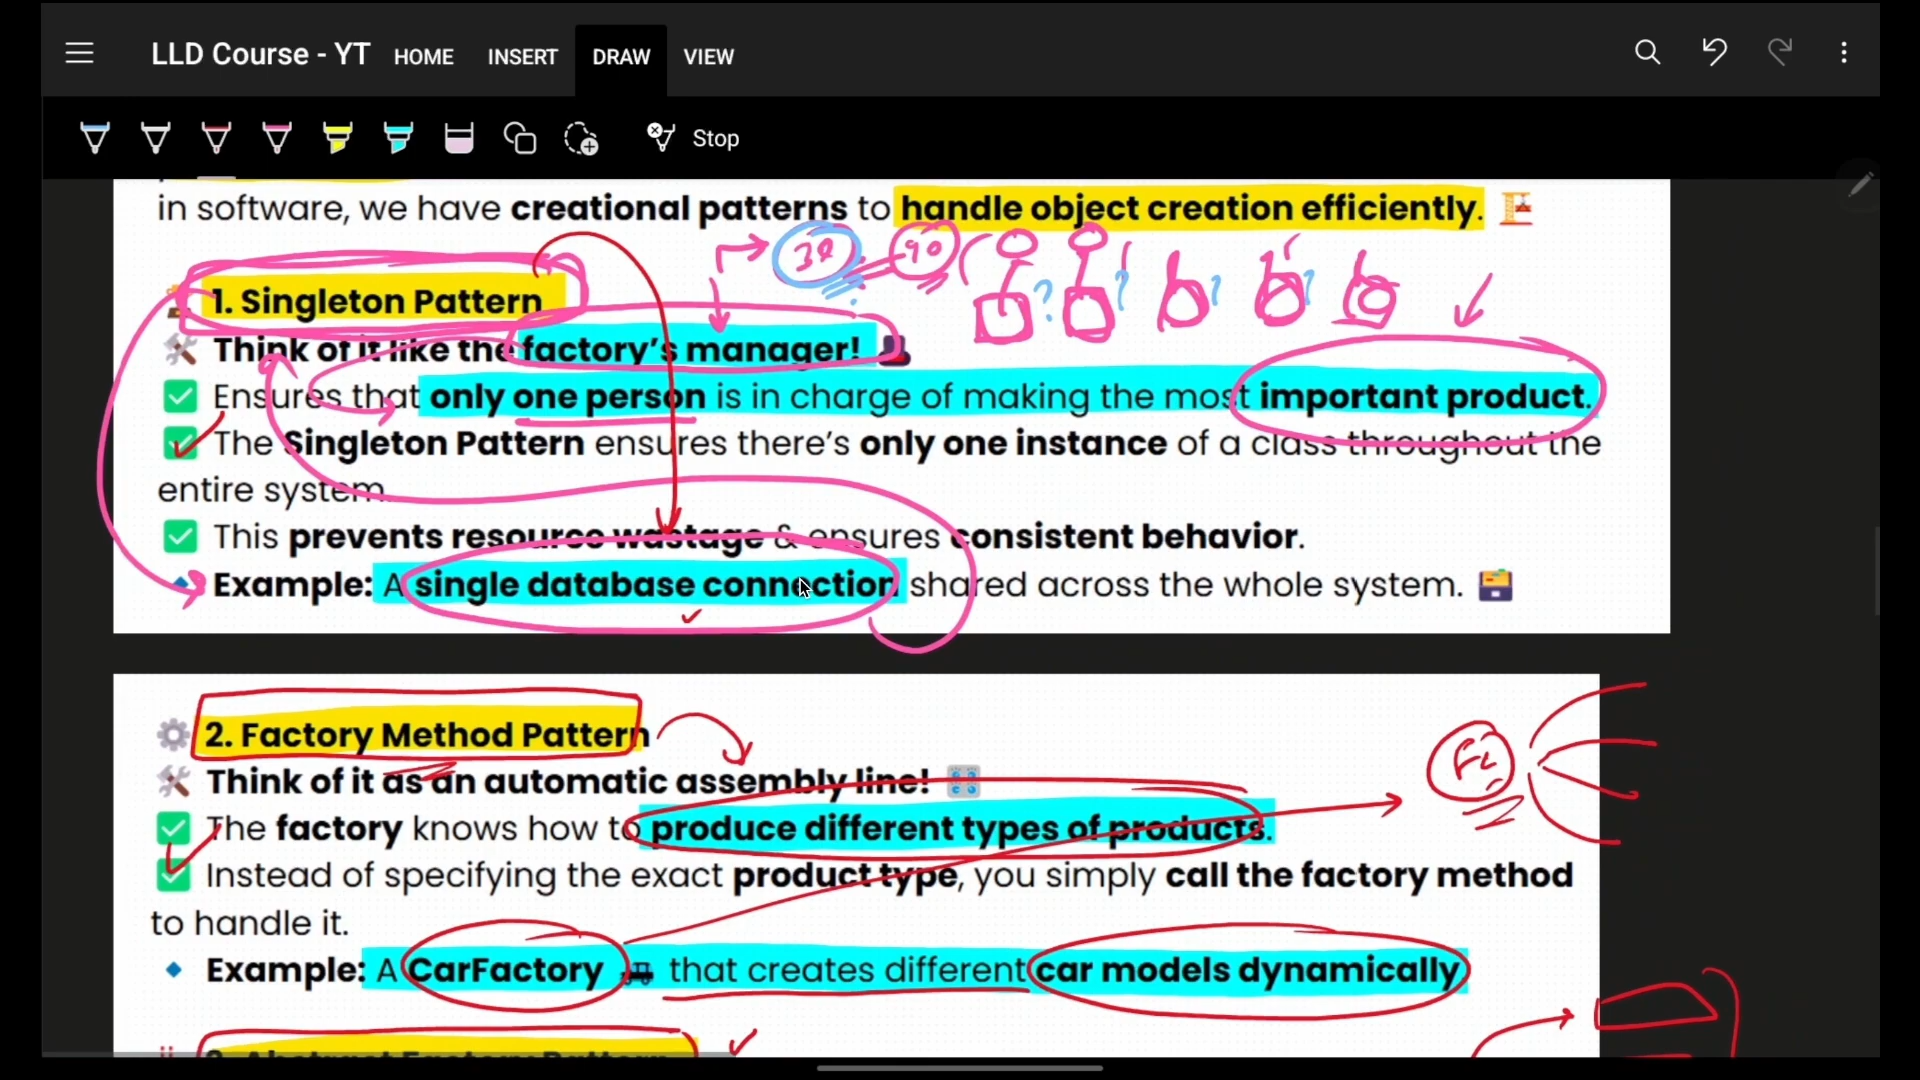 LLD Course - YT HOME INSERT DRAW VIEW
Stop
in software, we have creational patterns to handle object creation efficiently.
1. Singleton Pattern
Think of it like the factory's manager!
Ensures that only one person is in charge of making the most important product.
The Singleton Pattern ensures there's only one instance of a class throughout the
entire system.
This prevents resource wastage & ensures consistent behavior.
Example: A single database connection shared across the whole system.
2. Factory Method Pattern
Think of it as an automatic assembly line!
The factory knows how to produce different types of products.
Instead of specifying the exact product type, you simply call the factory method
to handle it.
Example: A CarFactory that creates different car models dynamically
3. Abstract Factory Pattern